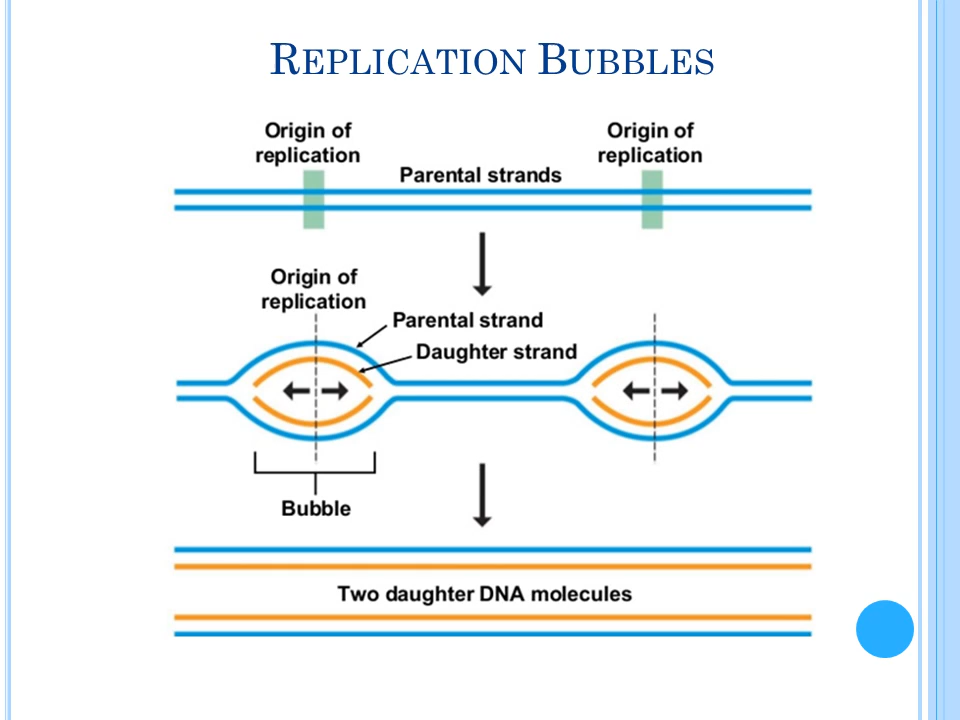 REPLICATION BUBBLES
Origin of
replication
Origin of
replication
Parental strands
Origin of
replication
Parental strand
Daughter strand
Bubble
Two daughter DNA molecules